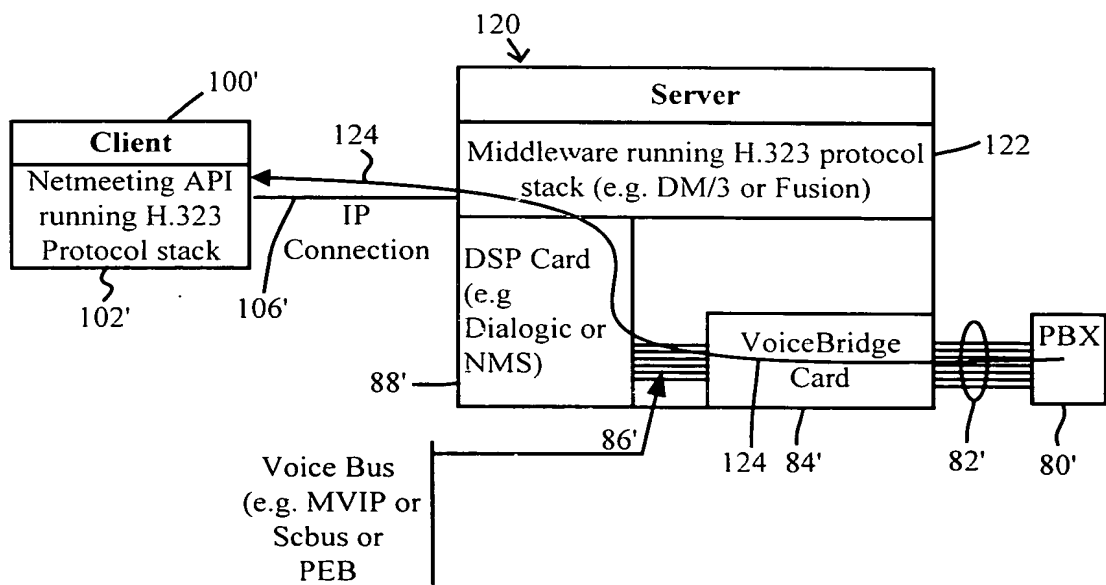 120
100'
Server
Client
124
122
Middleware running H.323 protocol
stack (e.g. DM/3 or Fusion)
Netmeeting API
running H.323
Protocol stack
IP
Connection
102'
106'
DSP Card
(e.g
Dialogic or
NMS)
VoiceBridge
Card
PBX
88'
86'
124
84'
82'
80'
Voice Bus
(e.g. MVIP or
Scbus or
PEB